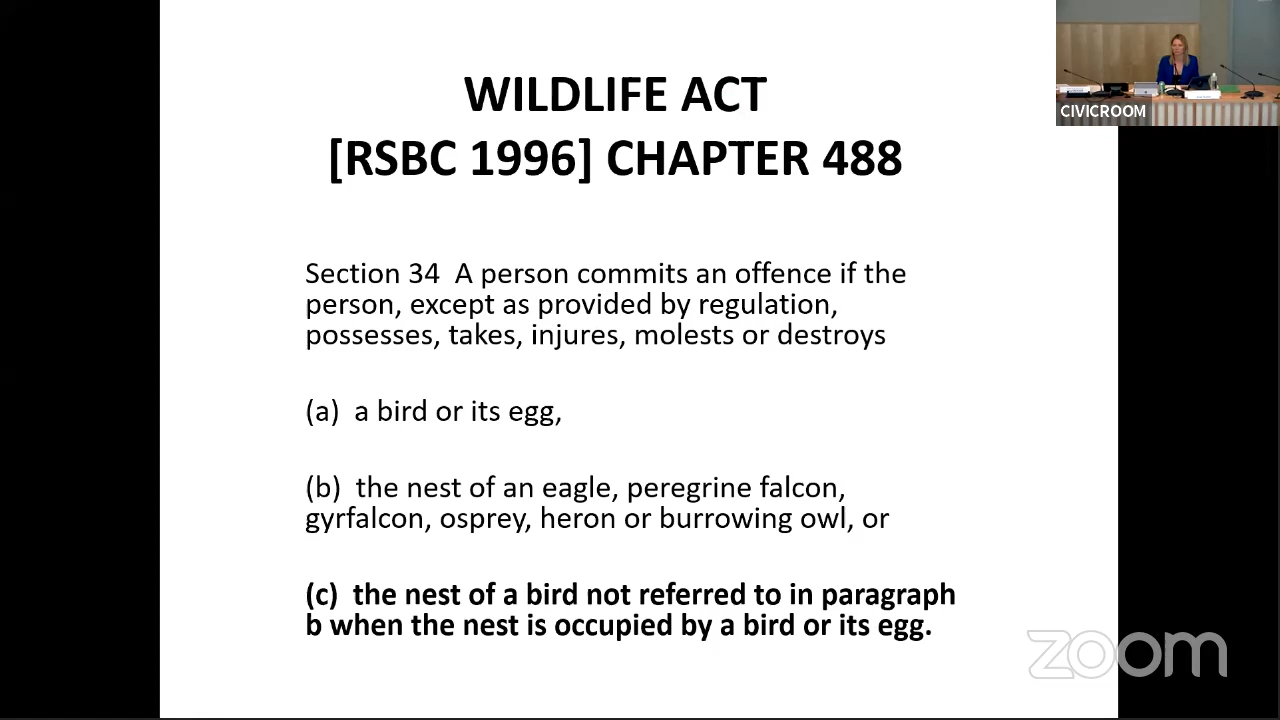 WILDLIFE ACT
[RSBC 1996] CHAPTER 488
CIVICROOM
Section 34 A person commits an offence if the
person, except as provided by regulation,
possesses, takes, injures, molests or destroys
(a) a bird or its egg,
(b) the nest of an eagle, peregrine falcon,
gyrfalcon, osprey, heron or burrowing owl, or
(c) the nest of a bird not referred to in paragraph
b when the nest is occupied by a bird or its egg.
zoom